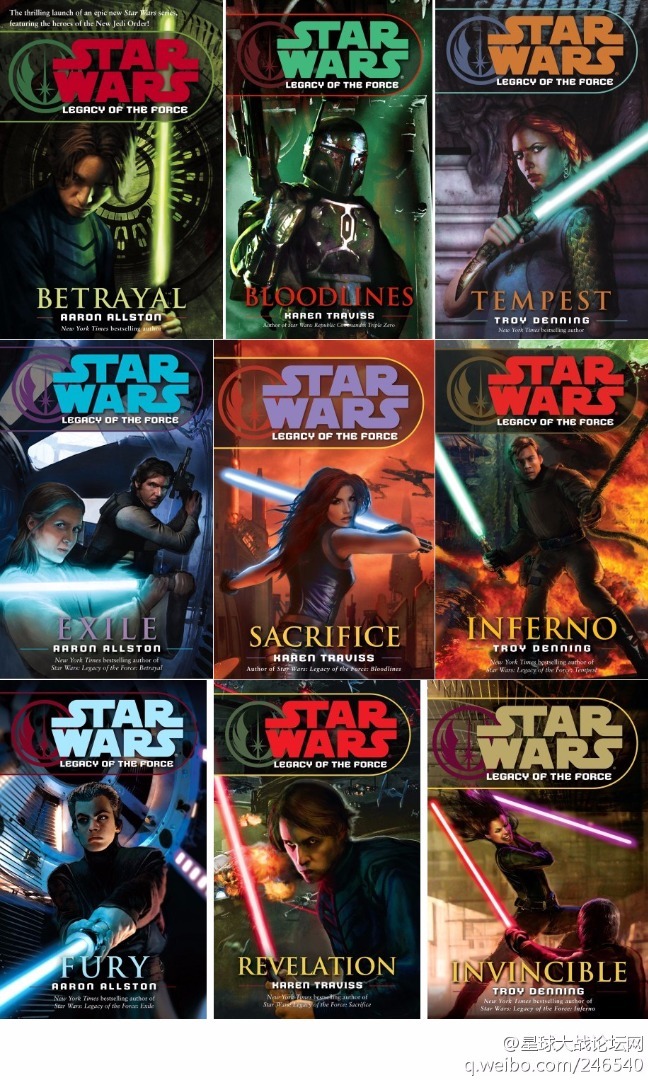 The thrilling launch of an epic new Star Wars series,
featuring the heroes of the New Jedi Order!
STAR
WARS
LEGACY OF THE FORCE
BETRAYAL
AARON ALLSTON
New York Times bestselling author
STAR
WARS
LEGACY OF THE FORCE
BLOODLINES
KAREN TRAVISS
Author of Star Wars: Republic Commando: Triple Zero
STAR
WARS
LEGACY OF THE FORCE
TEMPEST
TROY DENNING
New York Times bestselling author
STAR
WARS
LEGACY OF THE FORCE
EXILE
AARON ALLSTON
New York Times bestselling author of
Star Wars: Legacy of the Force: Betrayal
STAR
WARS
LEGACY OF THE FORCE
SACRIFICE
KAREN TRAVISS
Author of Star Wars: Legacy of the Force: Bloodlines
STAR
WARS
LEGACY OF THE FORCE
INFERNO
TROY DENNING
New York Times bestselling author of
Star Wars: Legacy of the Force: Tempest
STAR
WARS
LEGACY OF THE FORCE
FURY
AARON ALLSTON
New York Times bestselling author of
Star Wars: Legacy of the Force: Exile
STAR
WARS
LEGACY OF THE FORCE
REVELATION
KAREN TRAVISS
New York Times bestselling author of
Star Wars: Legacy of the Force: Sacrifice
STAR
WARS
LEGACY OF THE FORCE
INVINCIBLE
TROY DENNING
New York Times bestselling author of
Star Wars: Legacy of the Force: Inferno
@星球大战论坛网
q.weibo.com/246540